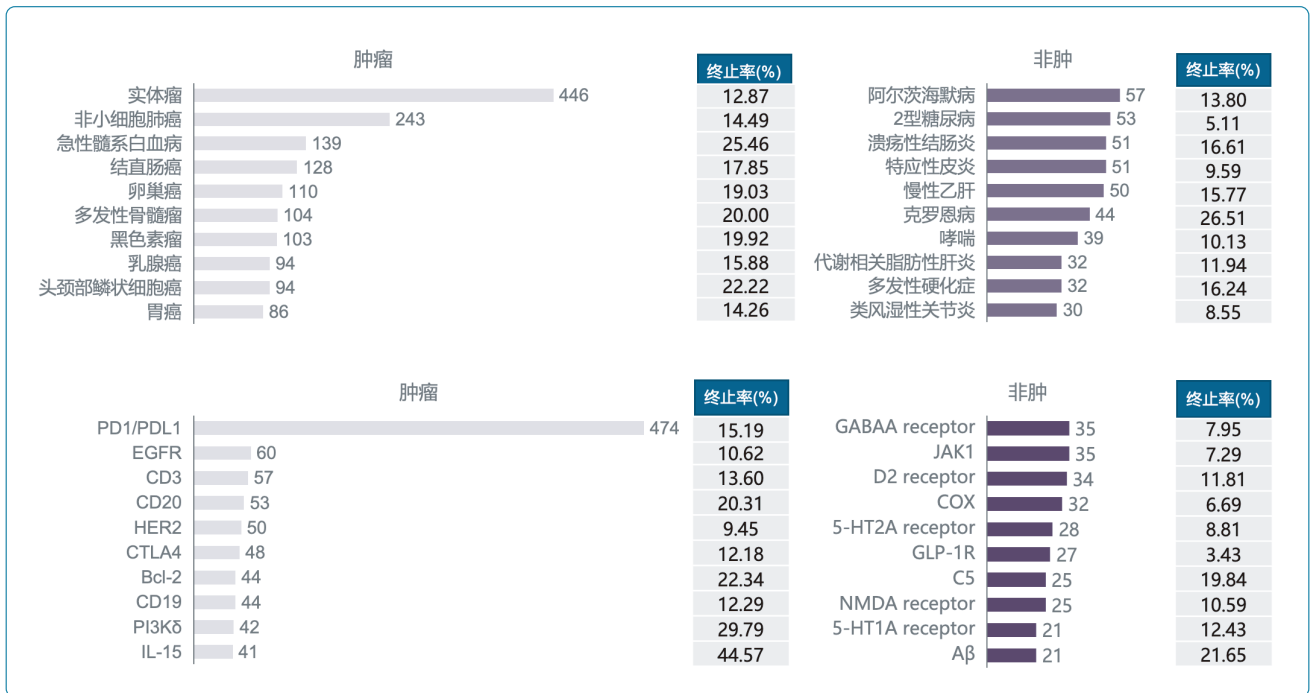 肿瘤
终止率(%)
实体瘤 446 12.87
非小细胞肺癌 243 14.49
急性髓系白血病 139 25.46
结直肠癌 128 17.85
卵巢癌 110 19.03
多发性骨髓瘤 104 20.00
黑色素瘤 103 19.92
乳腺癌 94 15.88
头颈部鳞状细胞癌 94 22.22
胃癌 86 14.26
非肿
终止率(%)
阿尔茨海默病 57 13.80
2型糖尿病 53 5.11
溃疡性结肠炎 51 16.61
特应性皮炎 51 9.59
慢性乙肝 50 15.77
克罗恩病 44 26.51
哮喘 39 10.13
代谢相关脂肪性肝炎 32 11.94
多发性硬化症 32 16.24
类风湿性关节炎 30 8.55
肿瘤
终止率(%)
PD1/PDL1 474 15.19
EGFR 60 10.62
CD3 57 13.60
CD20 53 20.31
HER2 50 9.45
CTLA4 48 12.18
Bcl-2 44 22.34
CD19 44 12.29
PI3Kδ 42 29.79
IL-15 41 44.57
非肿
终止率(%)
GABAA receptor 35 7.95
JAK1 35 7.29
D2 receptor 34 11.81
COX 32 6.69
5-HT2A receptor 28 8.81
GLP-1R 27 3.43
C5 25 19.84
NMDA receptor 25 10.59
5-HT1A receptor 21 12.43
Aβ 21 21.65